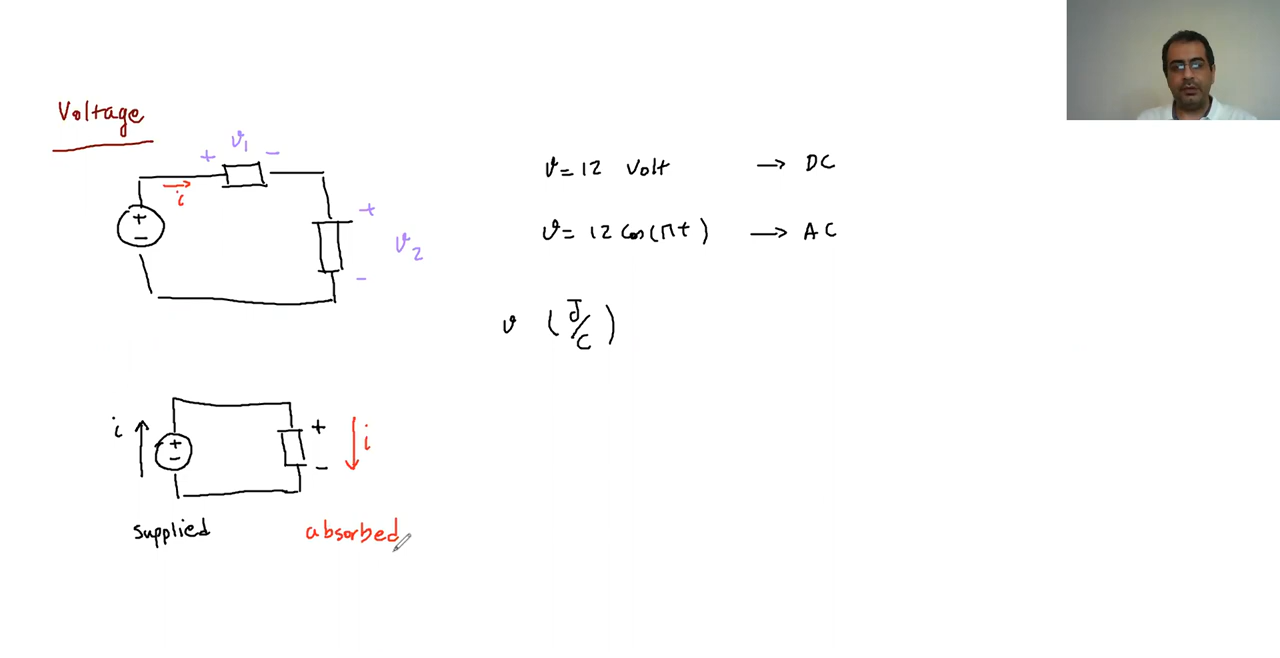 Voltage
+ v1 -
i
+
-
+
v2
-
v = 12 Volt → DC
v = 12 Cos(πt) → AC
v (J/C)
i
+
-
+
-
i
Supplied absorbed